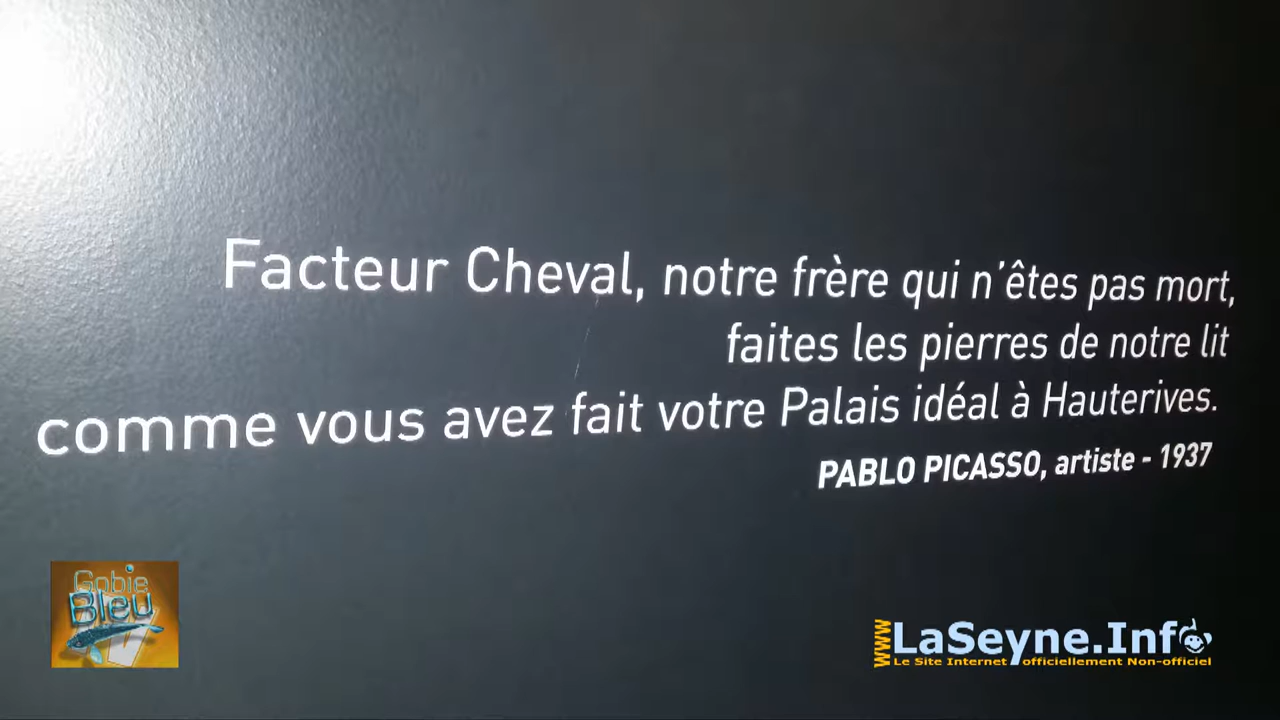 Facteur Cheval, notre frère qui n'êtes pas mort,
faites les pierres de notre lit
comme vous avez fait votre Palais idéal à Hauterives.
PABLO PICASSO, artiste - 1937
Gobie
Bleu
www
LaSeyne.Info
Le Site Internet officiellement Non-officiel